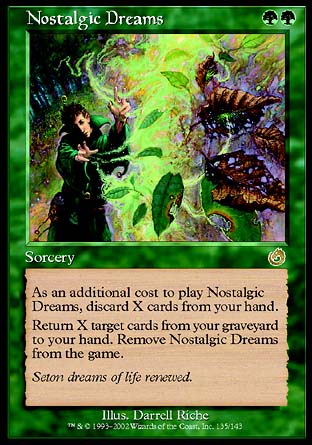 Nostalgic Dreams
Sorcery
As an additional cost to play Nostalgic
Dreams, discard X cards from your hand.
Return X target cards from your graveyard
to your hand. Remove Nostalgic Dreams
from the game.
Seton dreams of life renewed.
Illus. Darrell Riche
™ & © 1993-2002 Wizards of the Coast, Inc. 135/143